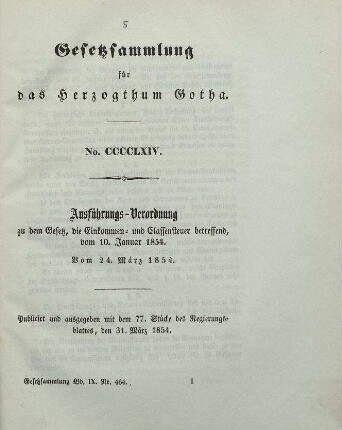 5
Gesetzsammlung
für
das Herzogthum Gotha.
No. CCCCLXIV.
Ausführungs-Verordnung
zu dem Gesetz, die Einkommen- und Classensteuer betreffend,
vom 10. Januar 1854.
Vom 24. März 1854.
Publicirt und ausgegeben mit dem 77. Stücke des Regierungs-
blattes, den 31. März 1854.
Gesetzsammlung Bd. IX. Nr. 464. 1